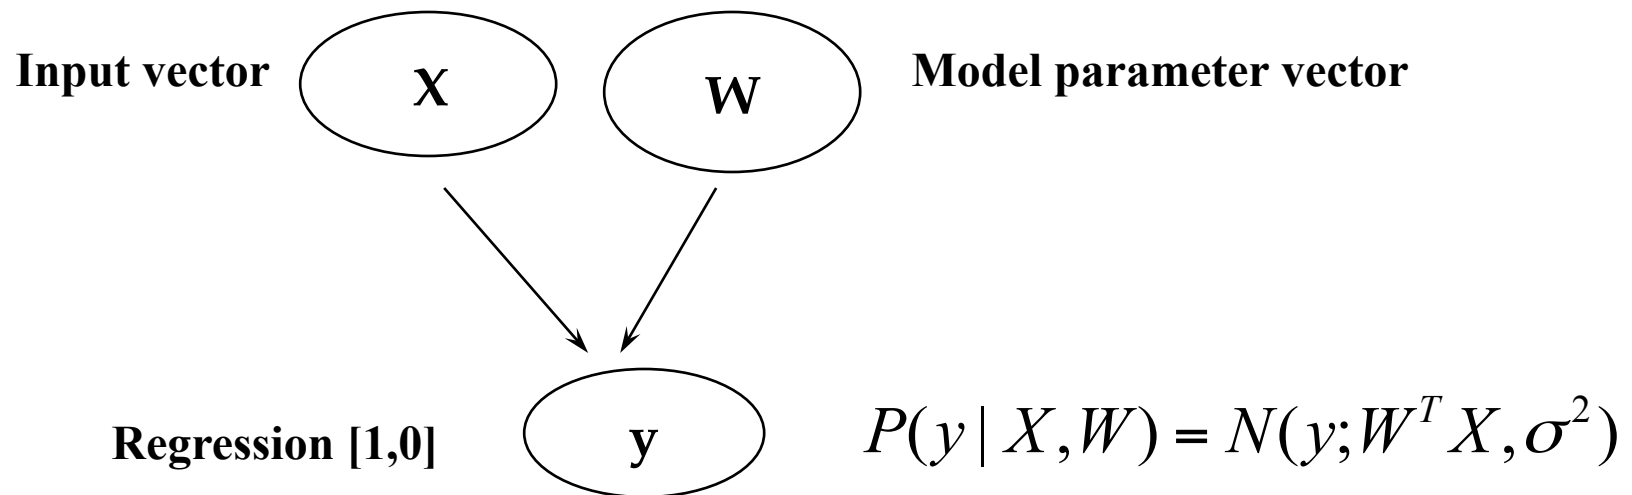 Input vector X W Model parameter vector
Regression [1,0] y P(y | X,W) = N(y;W^T X,σ^2)